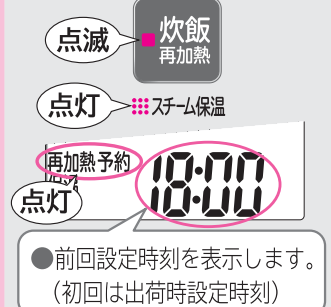 点滅
炊飯
再加熱
点灯
スチーム保温
再加熱 予約
18:00
点灯
●前回設定時刻を表示します。
(初回は出荷時設定時刻)